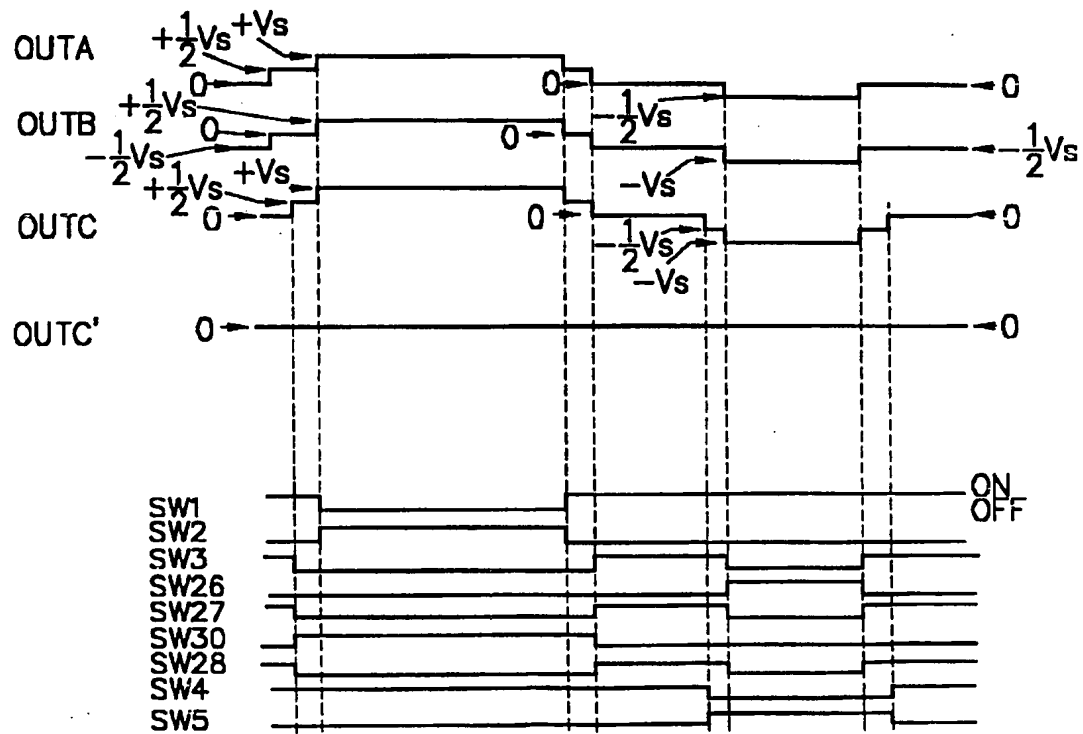 OUTA
+1/2Vs
+Vs
0
0
-1/2Vs
0
OUTB
+1/2Vs
0
-1/2Vs
0
-Vs
-1/2Vs
OUTC
+1/2Vs
+Vs
0
0
-1/2Vs
-Vs
0
OUTC'
0
0
SW1
ON
OFF
SW2
SW3
SW26
SW27
SW30
SW28
SW4
SW5